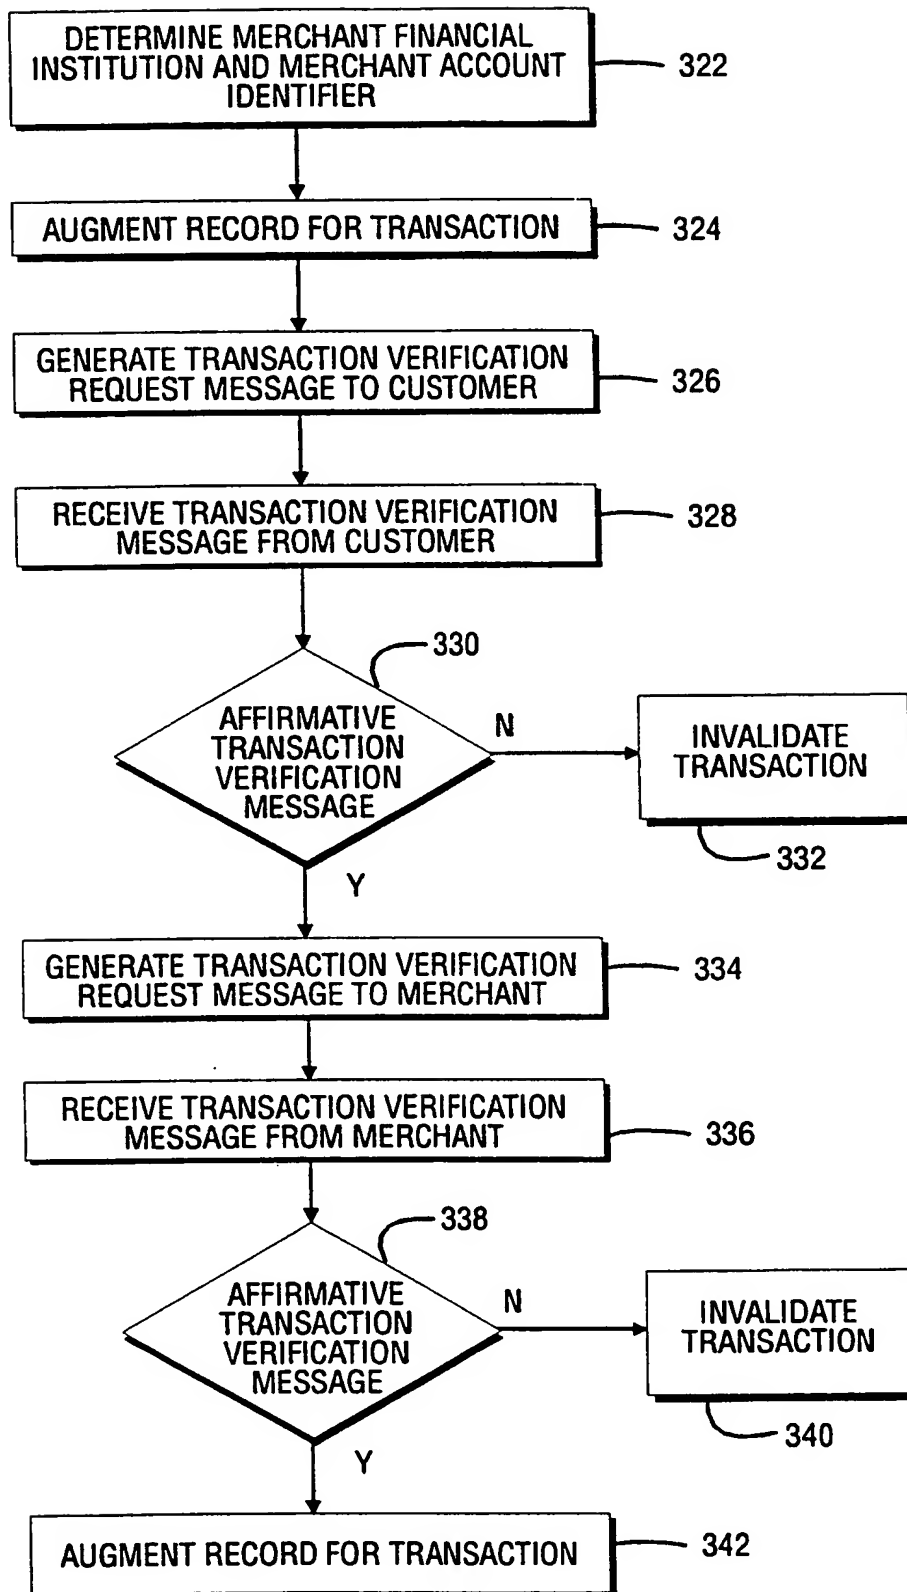 DETERMINE MERCHANT FINANCIAL
INSTITUTION AND MERCHANT ACCOUNT
IDENTIFIER
322
AUGMENT RECORD FOR TRANSACTION
324
GENERATE TRANSACTION VERIFICATION
REQUEST MESSAGE TO CUSTOMER
326
RECEIVE TRANSACTION VERIFICATION
MESSAGE FROM CUSTOMER
328
330
AFFIRMATIVE
TRANSACTION
VERIFICATION
MESSAGE
N
INVALIDATE
TRANSACTION
332
Y
GENERATE TRANSACTION VERIFICATION
REQUEST MESSAGE TO MERCHANT
334
RECEIVE TRANSACTION VERIFICATION
MESSAGE FROM MERCHANT
336
338
AFFIRMATIVE
TRANSACTION
VERIFICATION
MESSAGE
N
INVALIDATE
TRANSACTION
340
Y
AUGMENT RECORD FOR TRANSACTION
342